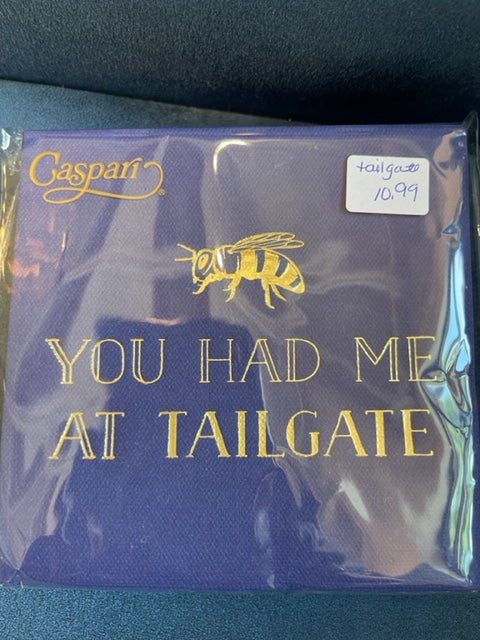 Caspari®
tailgate
10.99
YOU HAD ME
AT TAILGATE